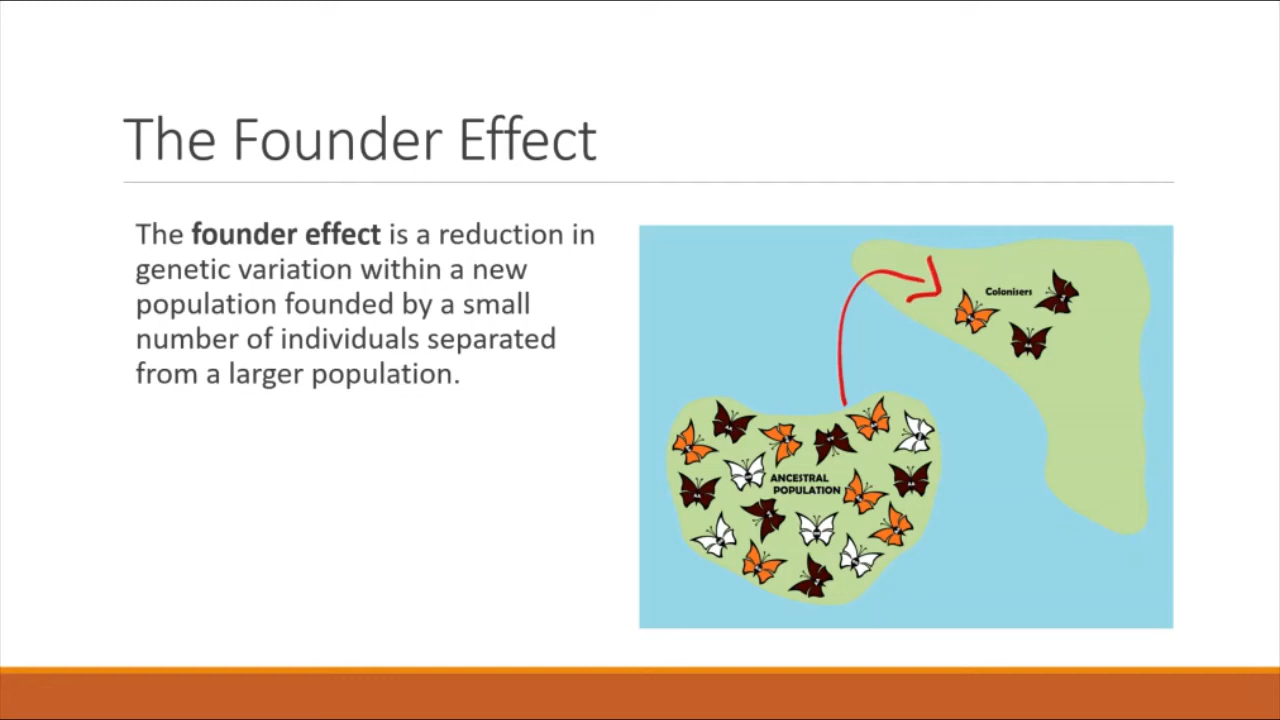 The Founder Effect
The founder effect is a reduction in
genetic variation within a new
population founded by a small
number of individuals separated
from a larger population.
Colonisers
ANCESTRAL
POPULATION